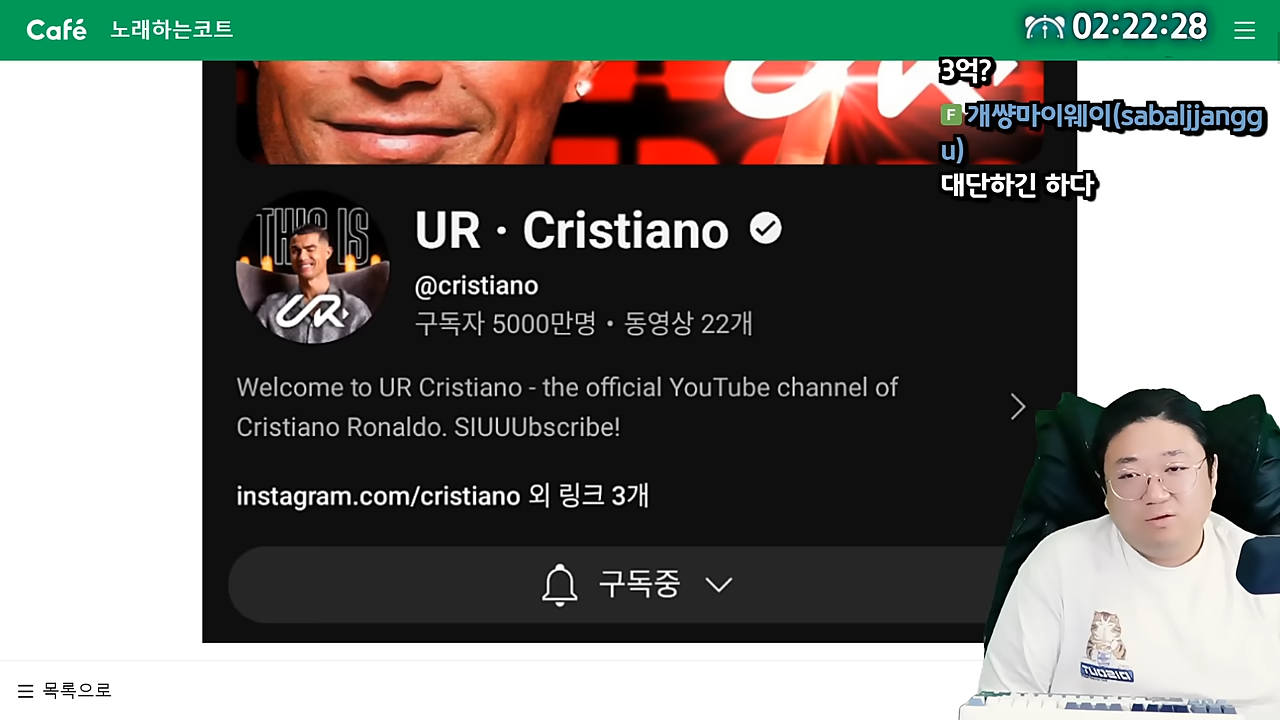 Café 노래하는코트
02:22:28
3억?
F 개썅마이웨이(sabaljjangg
u)
대단하긴 하다
THIS IS
UR
UR · Cristiano
@cristiano
구독자 5000만명 • 동영상 22개
Welcome to UR Cristiano - the official YouTube channel of
Cristiano Ronaldo. SIUUUbscribe!
instagram.com/cristiano 외 링크 3개
구독중
목록으로